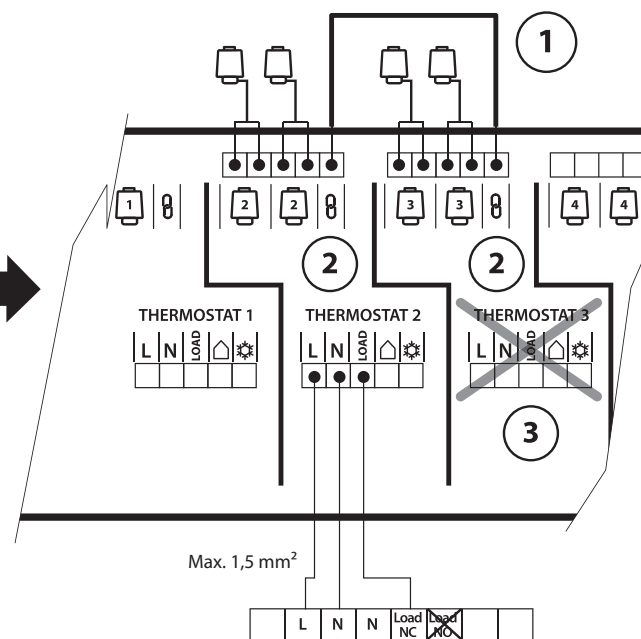 1
1 2 2 3 3 4 4
2 2
THERMOSTAT 1 THERMOSTAT 2 THERMOSTAT 3
L N LOAD L N LOAD L N LOAD
3
Max. 1,5 mm²
L N N Load NC Load NO